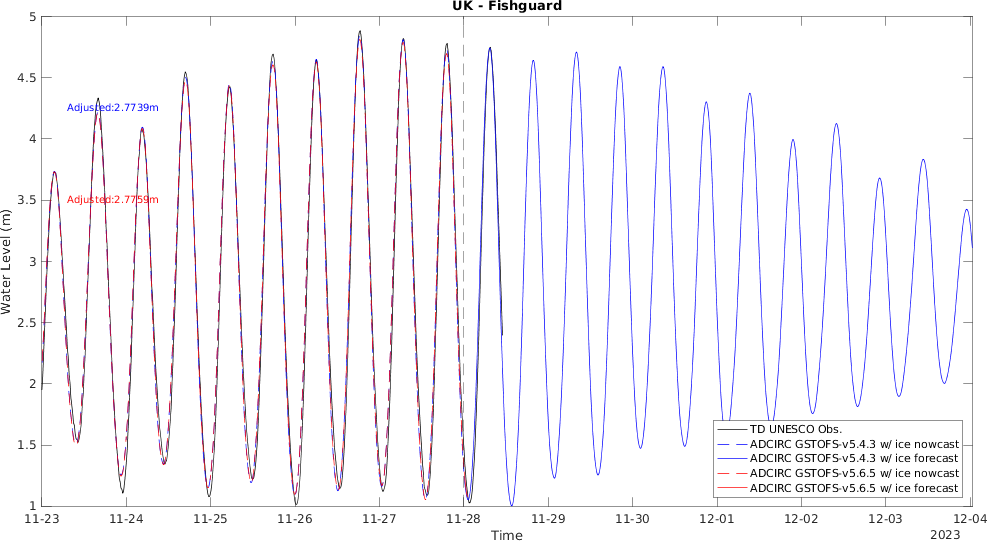 UK - Fishguard
5
4.5
4
3.5
3
2.5
2
1.5
1
Water Level (m)
Adjusted:2.7739m
Adjusted:2.7759m
TD UNESCO Obs.
ADCIRC GSTOFS-v5.4.3 w/ ice nowcast
ADCIRC GSTOFS-v5.4.3 w/ ice forecast
ADCIRC GSTOFS-v5.6.5 w/ ice nowcast
ADCIRC GSTOFS-v5.6.5 w/ ice forecast
11-23 11-24 11-25 11-26 11-27 11-28 11-29 11-30 12-01 12-02 12-03 12-04
Time
2023